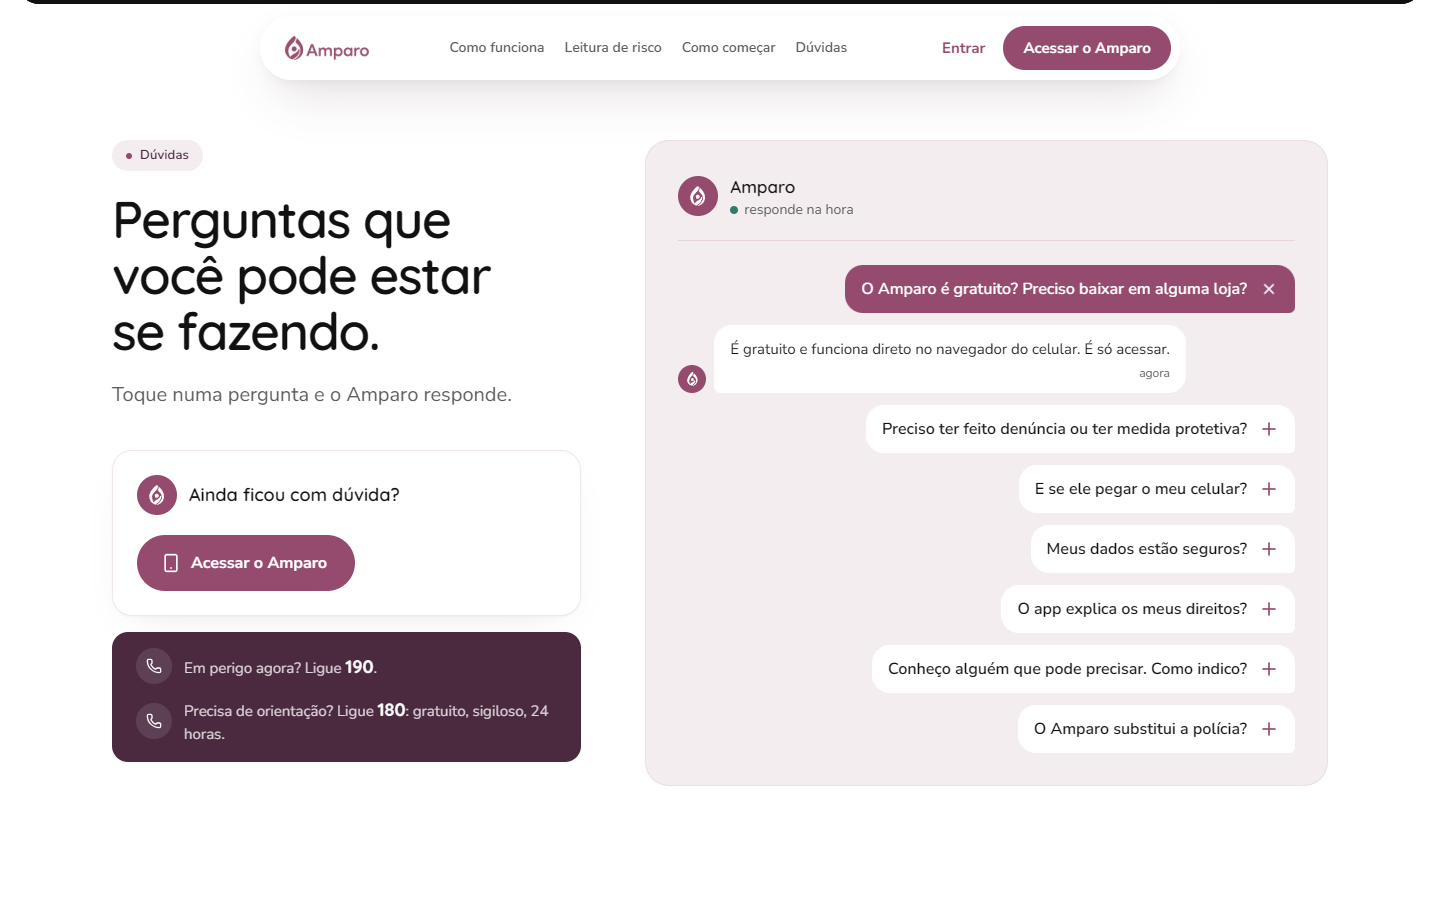 Amparo
Como funciona
Leitura de risco
Como começar
Dúvidas
Entrar
Acessar o Amparo
Dúvidas
Perguntas que
você pode estar
se fazendo.
Toque numa pergunta e o Amparo responde.
Ainda ficou com dúvida?
Acessar o Amparo
Em perigo agora? Ligue 190.
Precisa de orientação? Ligue 180: gratuito, sigiloso, 24
horas.
Amparo
responde na hora
O Amparo é gratuito? Preciso baixar em alguma loja?
É gratuito e funciona direto no navegador do celular. É só acessar.
agora
Preciso ter feito denúncia ou ter medida protetiva?
E se ele pegar o meu celular?
Meus dados estão seguros?
O app explica os meus direitos?
Conheço alguém que pode precisar. Como indico?
O Amparo substitui a polícia?